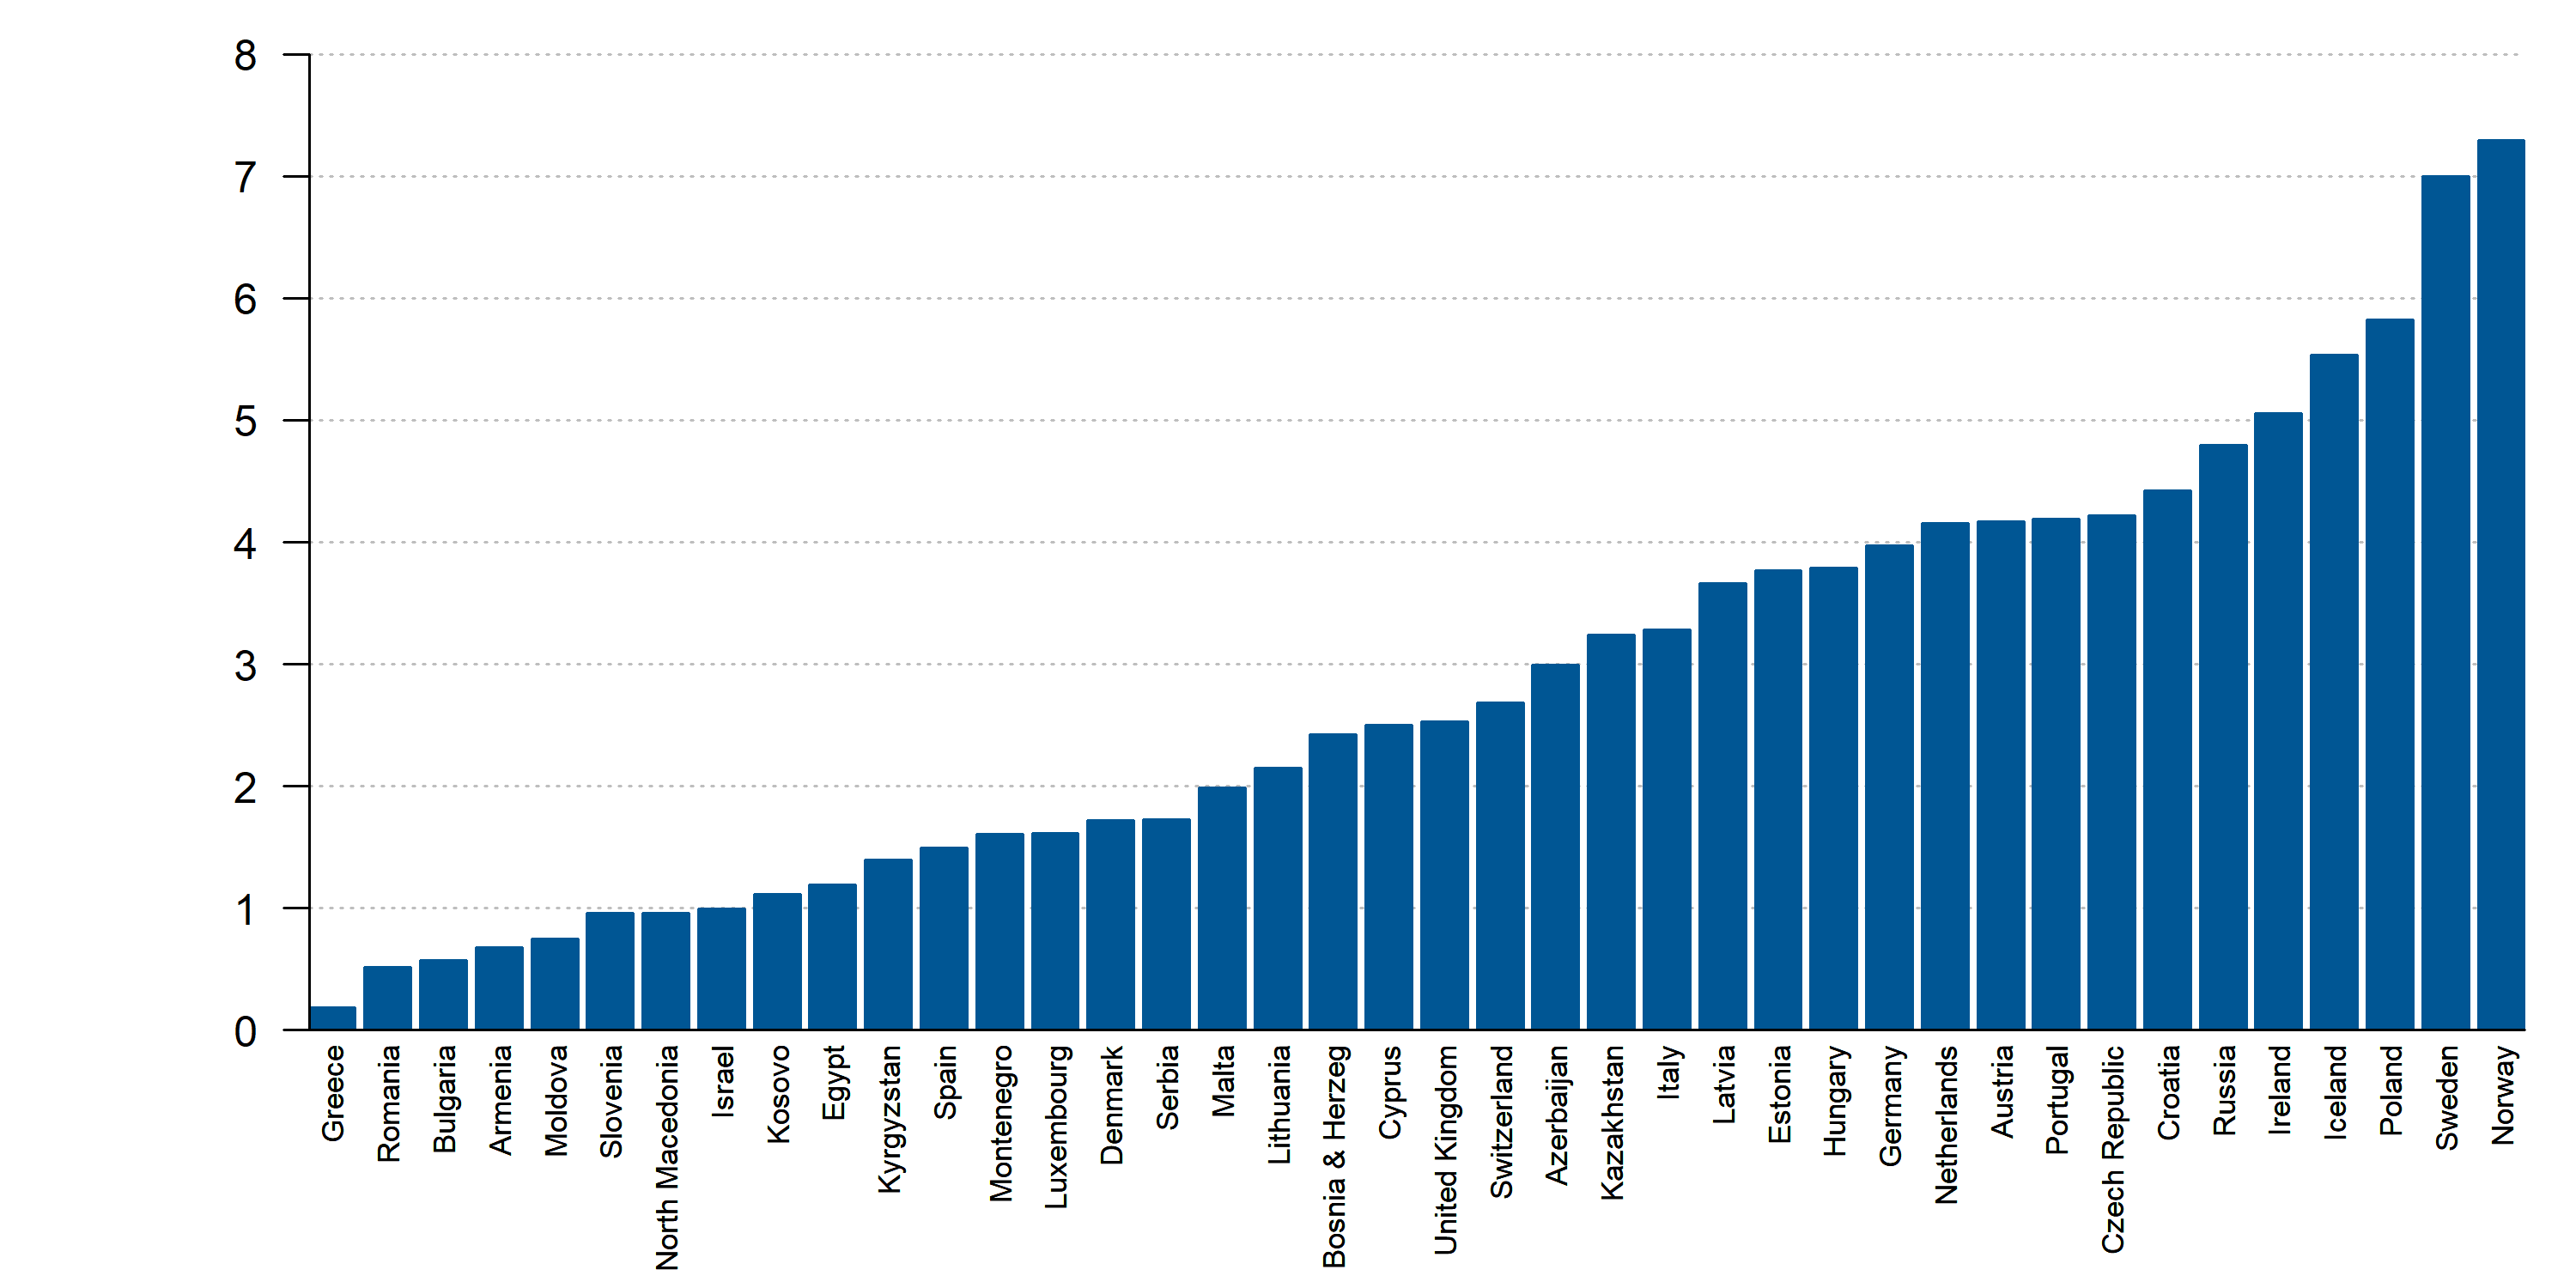 8
7
6
5
4
3
2
1
0
Greece
Romania
Bulgaria
Armenia
Moldova
Slovenia
North Macedonia
Israel
Kosovo
Egypt
Kyrgyzstan
Spain
Montenegro
Luxembourg
Denmark
Serbia
Malta
Lithuania
Bosnia & Herzeg
Cyprus
United Kingdom
Switzerland
Azerbaijan
Kazakhstan
Italy
Latvia
Estonia
Hungary
Germany
Netherlands
Austria
Portugal
Czech Republic
Croatia
Russia
Ireland
Iceland
Poland
Sweden
Norway